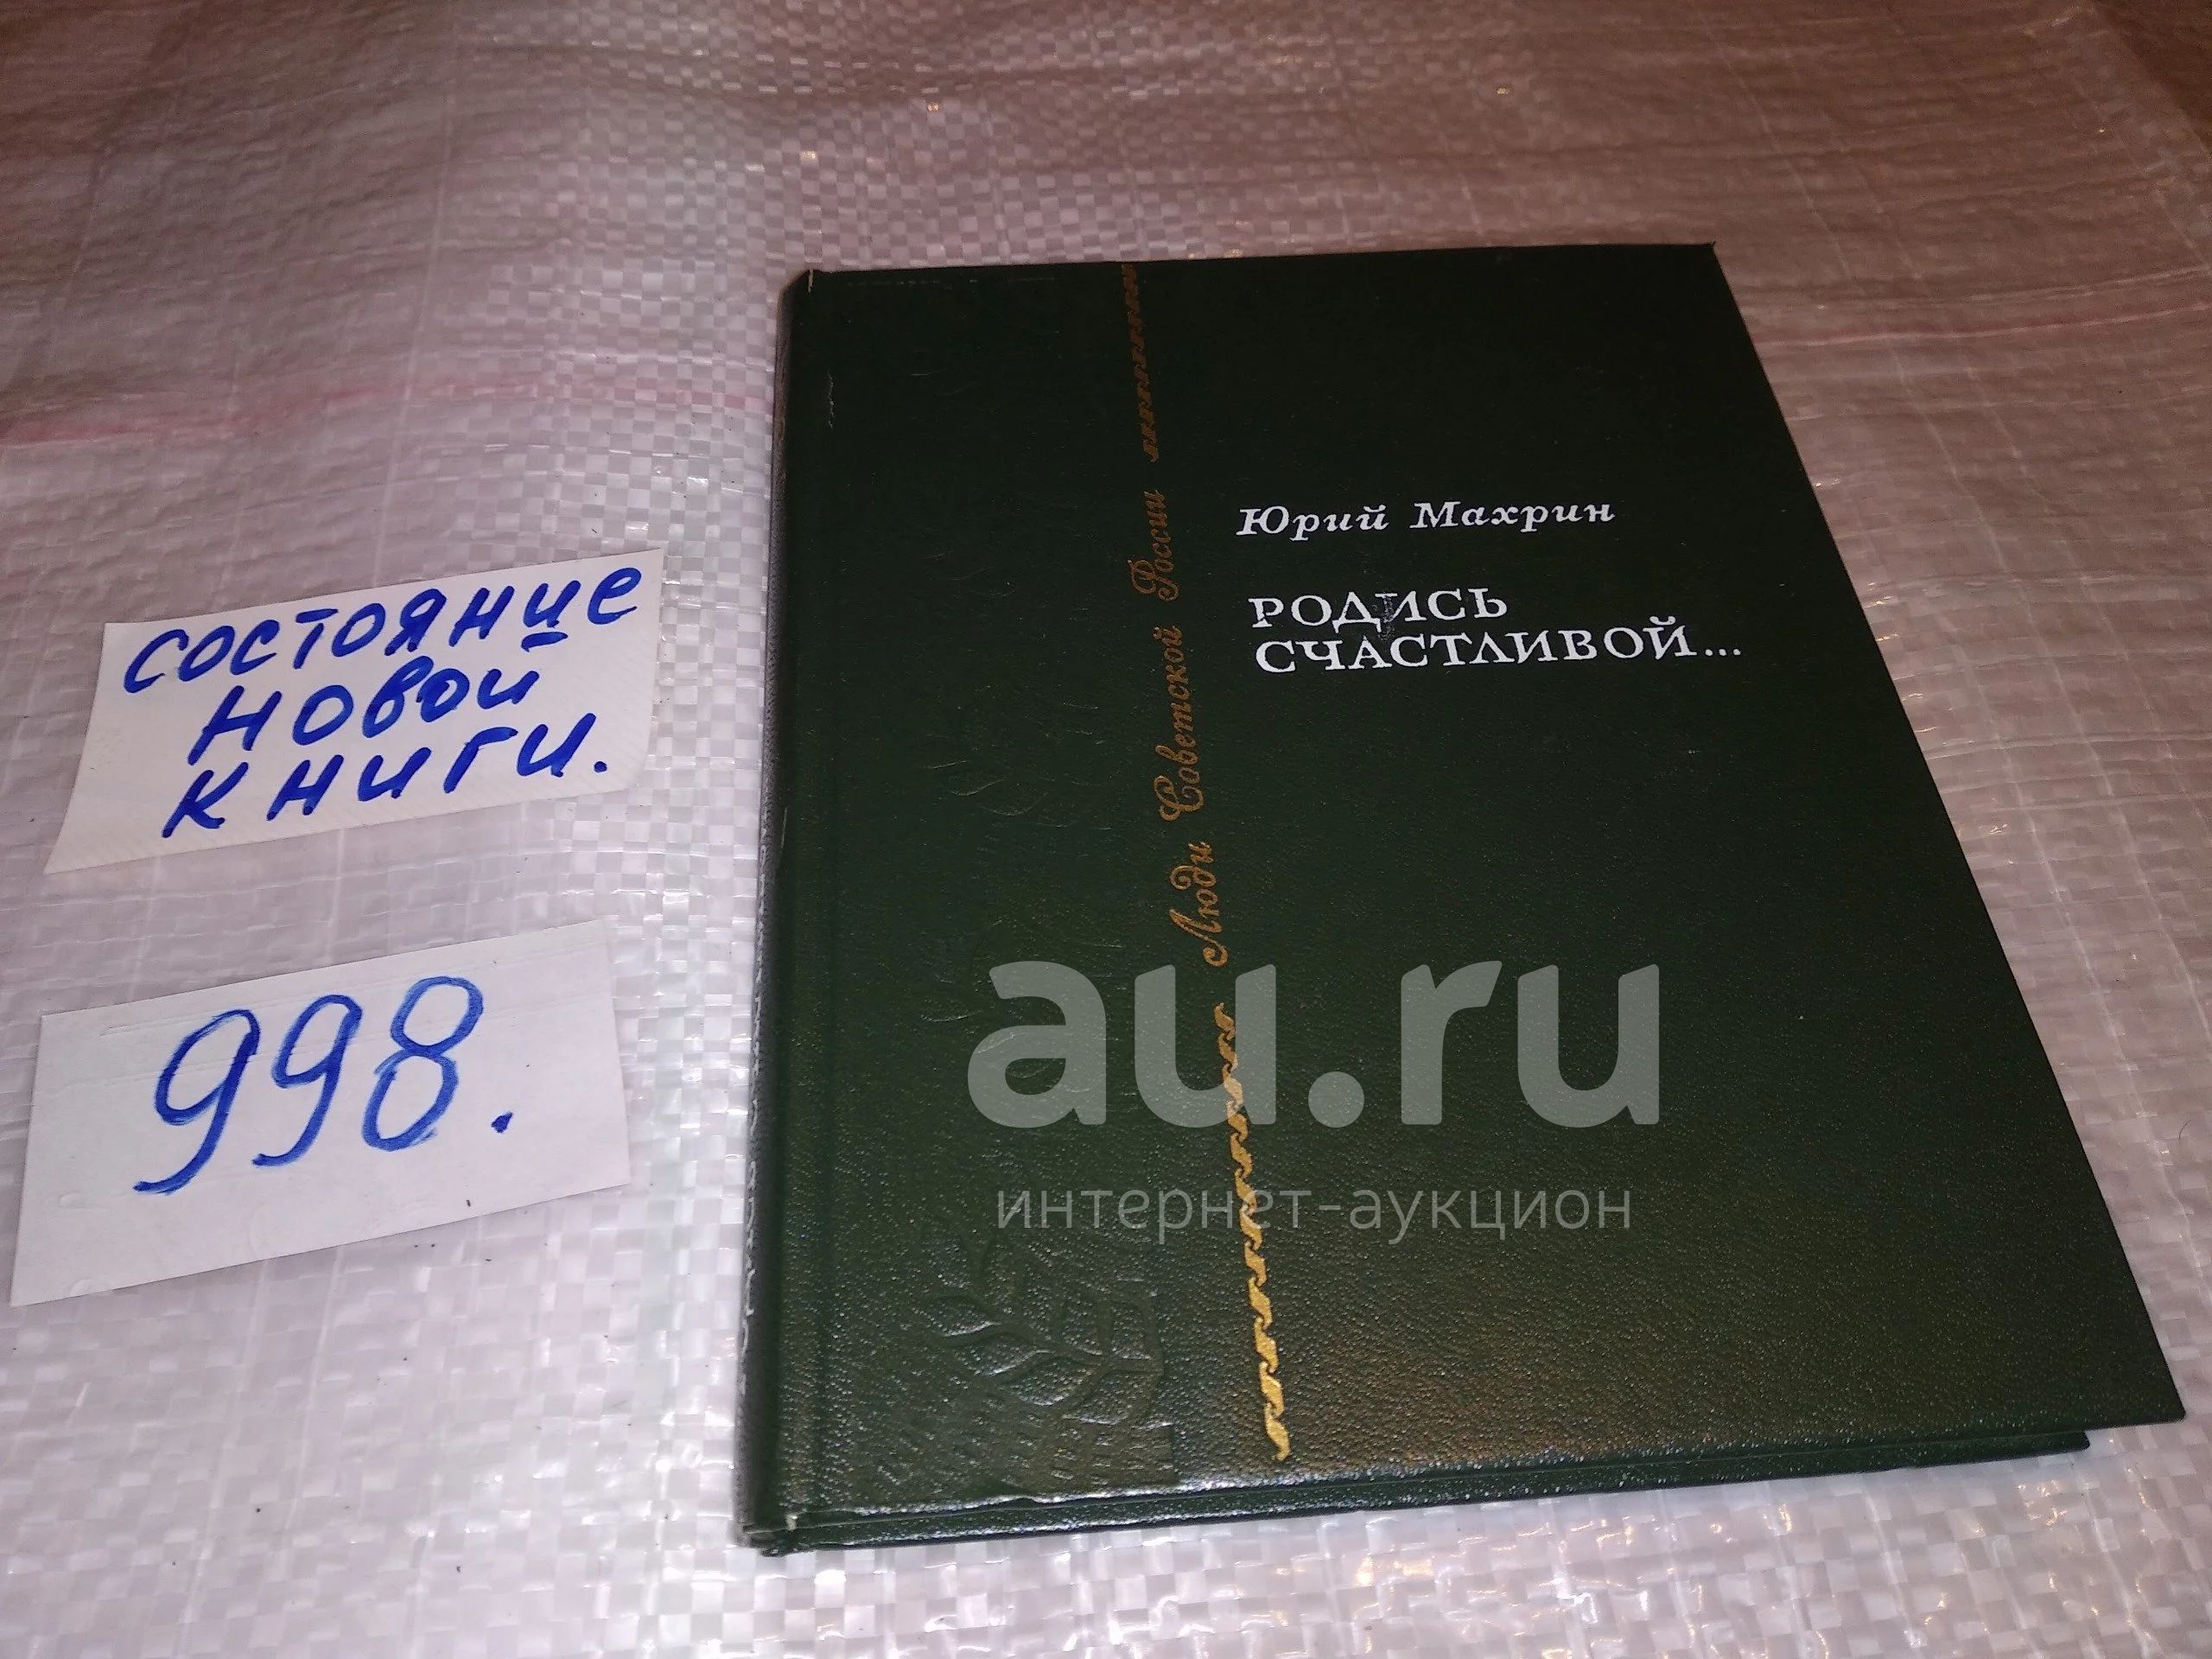 состояние
новой
книги.
998.
Люди Советской России
Юрий Махрин
РОДИСЬ
СЧАСТЛИВОЙ...
au.ru
интернет-аукцион